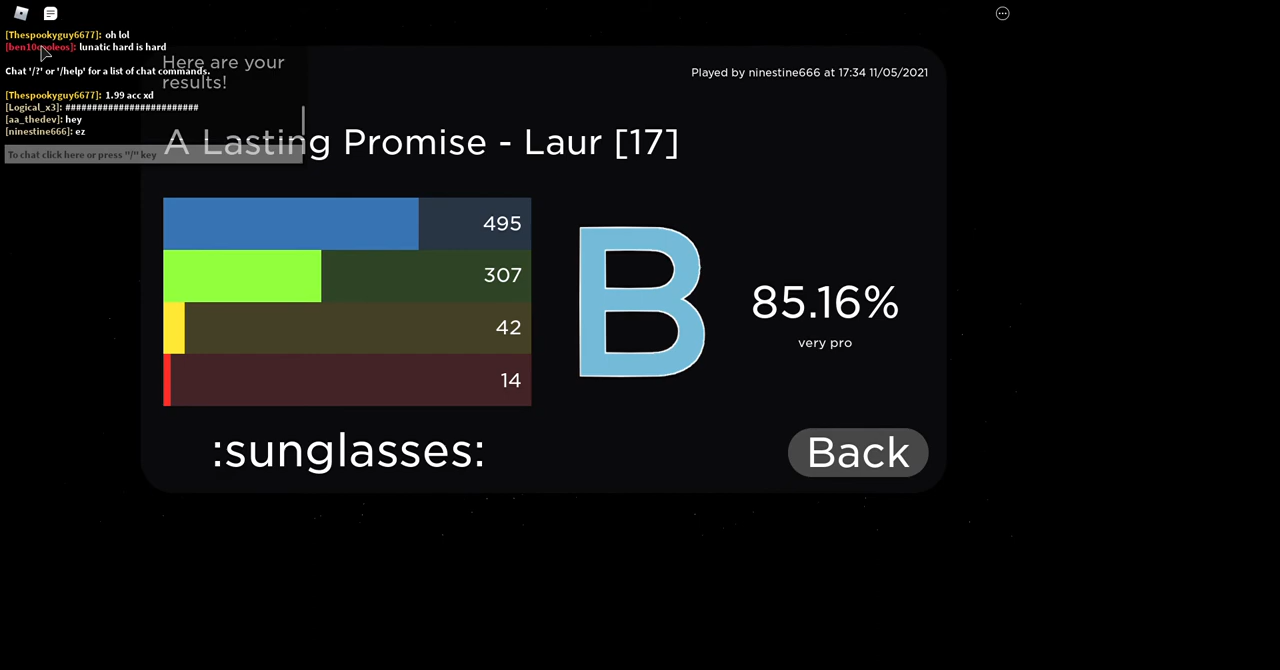 [Thespookyguy6677]: oh lol
lunatic hard is hard
Chat '/?' or '/help' for a list of chat commands.
[Thespookyguy6677]: 1.99 acc xd
[Logical_x3]: #########################
[aa_thedev]: hey
[ninestine666]: ez
To chat click here or press "/" key
Here are your
results!
Played by ninestine666 at 17:34 11/05/2021
A Lasting Promise - Laur [17]
495
307
42
14
B
85.16%
very pro
:sunglasses:
Back